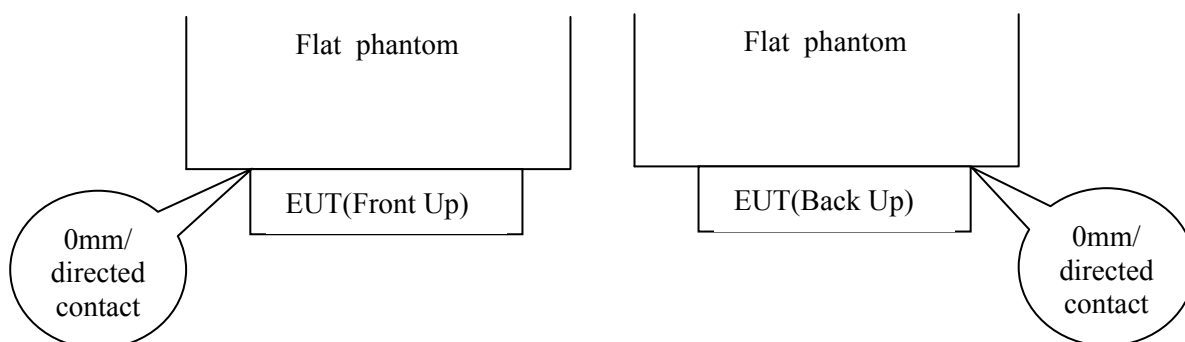 Flat phantom
EUT(Front Up)
0mm/
directed
contact
Flat phantom
EUT(Back Up)
0mm/
directed
contact